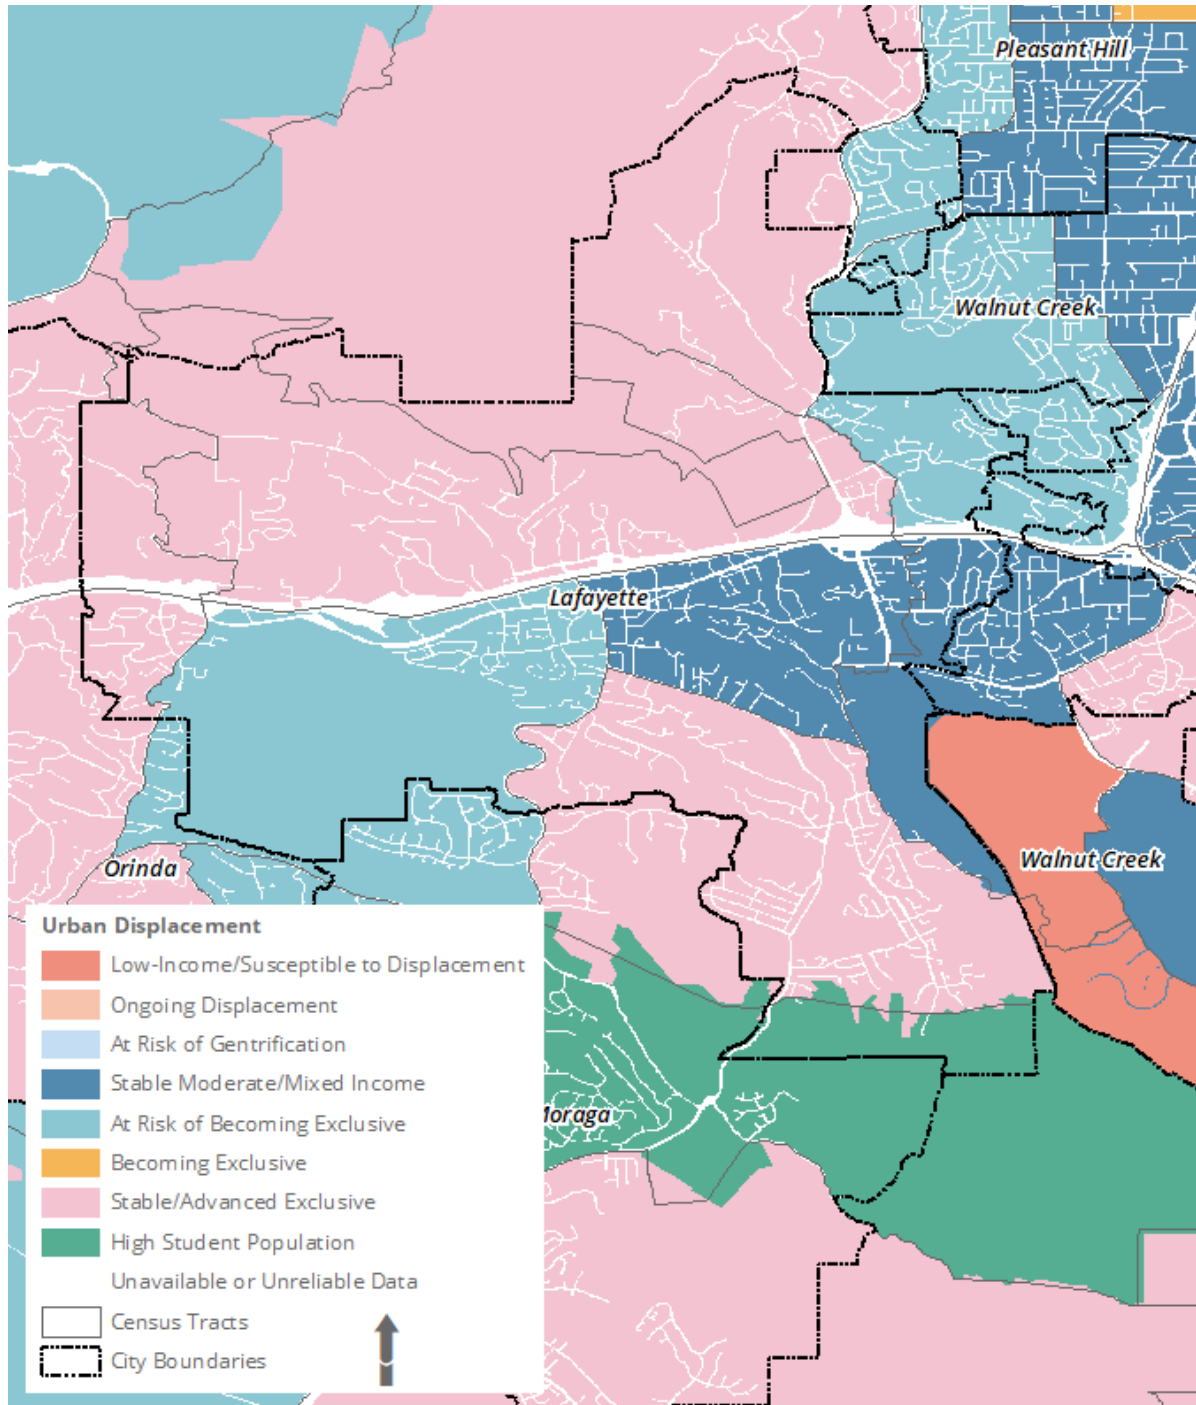 Pleasant Hill
Walnut Creek
Lafayette
Walnut Creek
Orinda
Moraga
Urban Displacement
Low-Income/Susceptible to Displacement
Ongoing Displacement
At Risk of Gentrification
Stable Moderate/Mixed Income
At Risk of Becoming Exclusive
Becoming Exclusive
Stable/Advanced Exclusive
High Student Population
Unavailable or Unreliable Data
Census Tracts
City Boundaries